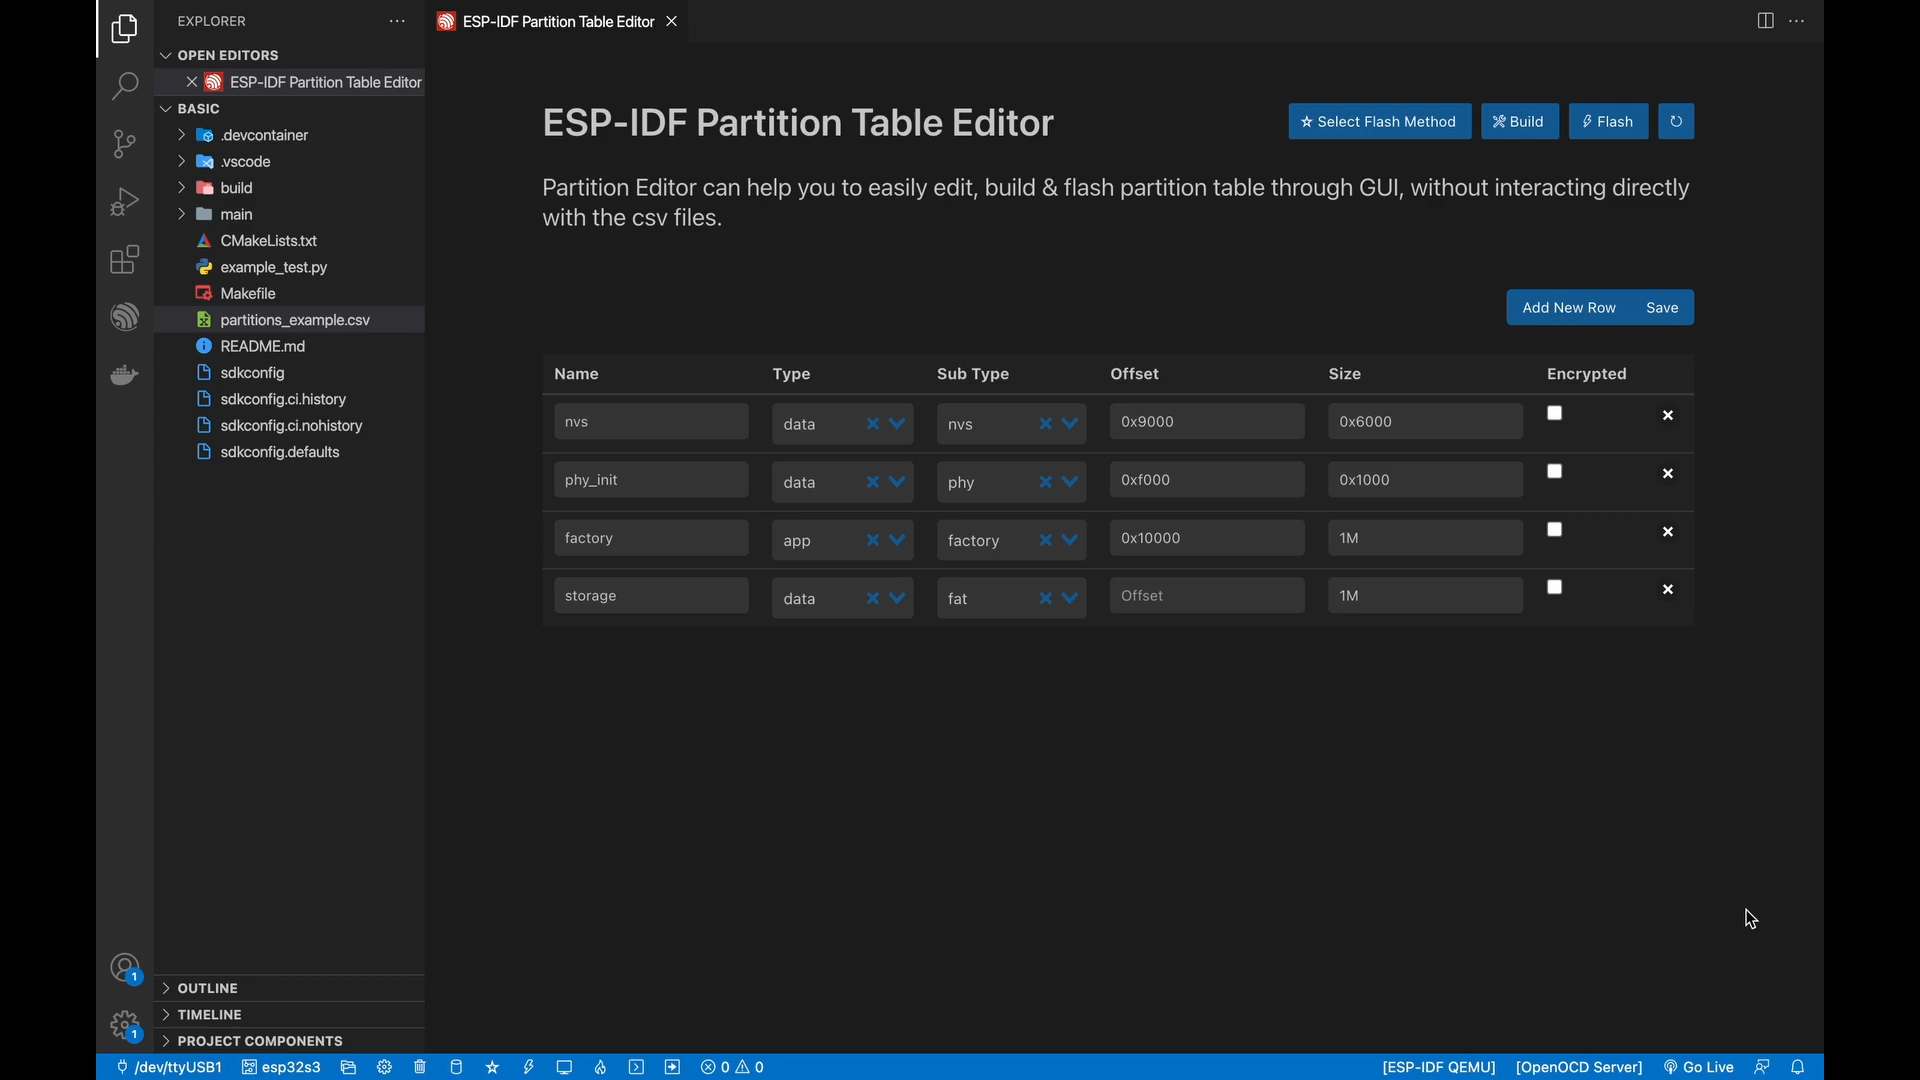 EXPLORER
OPEN EDITORS
ESP-IDF Partition Table Editor
BASIC
.devcontainer
.vscode
build
main
CMakeLists.txt
example_test.py
Makefile
partitions_example.csv
README.md
sdkconfig
sdkconfig.ci.history
sdkconfig.ci.nohistory
sdkconfig.defaults
OUTLINE
TIMELINE
PROJECT COMPONENTS
1
1
ESP-IDF Partition Table Editor
ESP-IDF Partition Table Editor
Select Flash Method Build Flash
Partition Editor can help you to easily edit, build & flash partition table through GUI, without interacting directly
with the csv files.
Add New Row Save
Name Type Sub Type Offset Size Encrypted
nvs data nvs 0x9000 0x6000
phy_init data phy 0xf000 0x1000
factory app factory 0x10000 1M
storage data fat Offset 1M
/dev/ttyUSB1 esp32s3 0 0 [ESP-IDF QEMU] [OpenOCD Server] Go Live